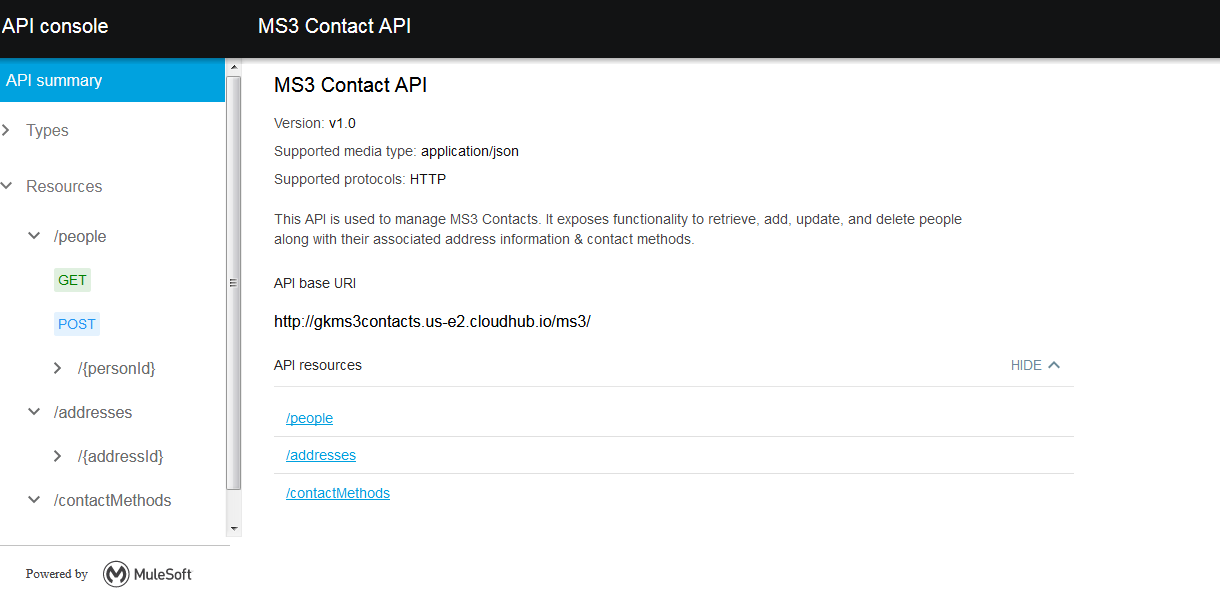 API console
MS3 Contact API
API summary
Types
Resources
/people
GET
POST
/{personId}
/addresses
/{addressId}
/contactMethods
Powered by MuleSoft
MS3 Contact API
Version: v1.0
Supported media type: application/json
Supported protocols: HTTP
This API is used to manage MS3 Contacts. It exposes functionality to retrieve, add, update, and delete people
along with their associated address information & contact methods.
API base URI
http://gkms3contacts.us-e2.cloudhub.io/ms3/
API resources
HIDE
/people
/addresses
/contactMethods